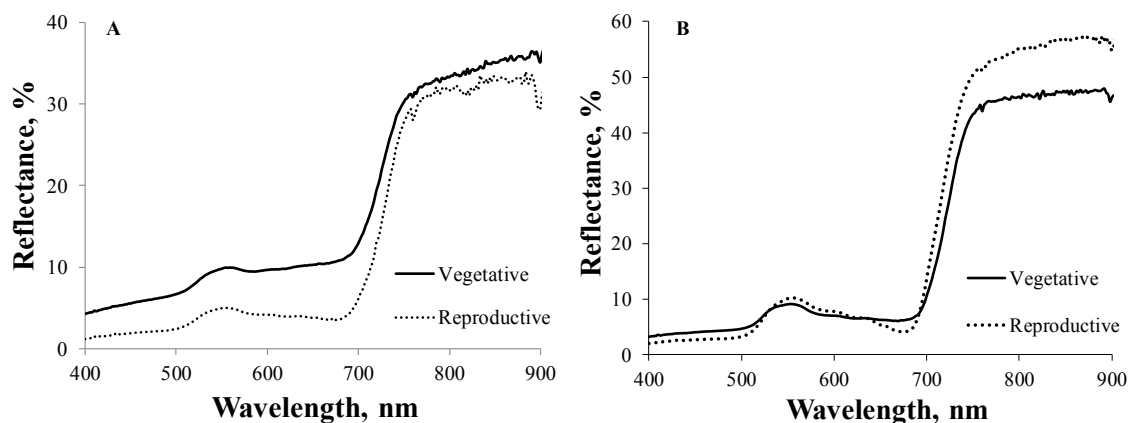 A
Reflectance, %
40
30
20
10
0
Vegetative
Reproductive
400 500 600 700 800 900
Wavelength, nm
B
Reflectance, %
60
50
40
30
20
10
0
Vegetative
Reproductive
400 500 600 700 800 900
Wavelength, nm